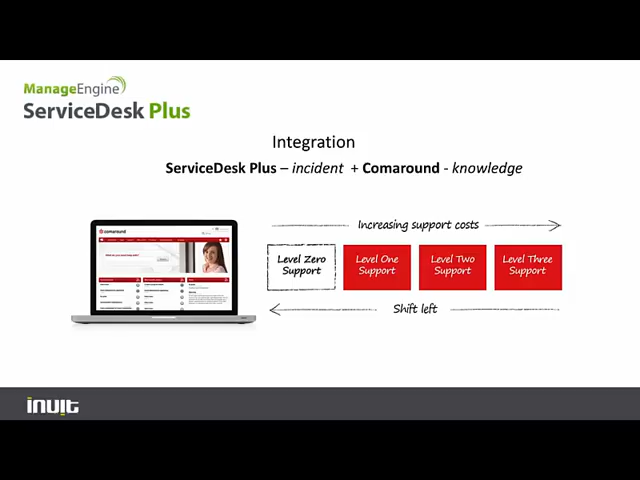 ManageEngine
ServiceDesk Plus
Integration
ServiceDesk Plus – incident + Comaround - knowledge
comaround
Increasing support costs
Level Zero
Support
Level One
Support
Level Two
Support
Level Three
Support
Shift left
inuit